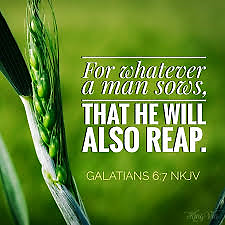 For whatever
a man sows,
THAT HE WILL
ALSO REAP.
GALATIANS 6:7 NKJV